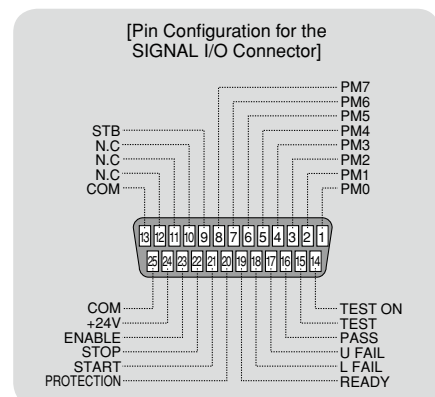 [Pin Configuration for the
SIGNAL I/O Connector]
PM7
PM6
PM5
PM4
PM3
PM2
PM1
PM0
STB
N.C
N.C
N.C
COM
13 12 11 10 9 8 7 6 5 4 3 2 1
25 24 23 22 21 20 19 18 17 16 15 14
COM
+24V
ENABLE
STOP
START
PROTECTION
TEST ON
TEST
PASS
U FAIL
L FAIL
READY